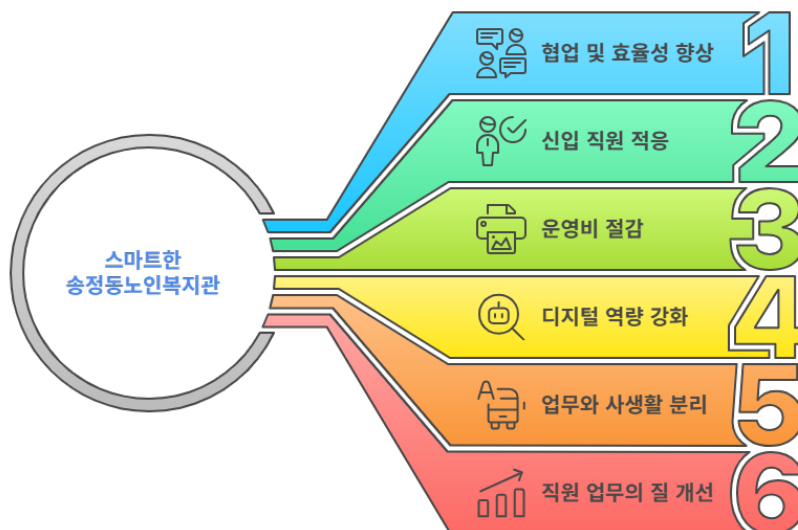 스마트한
송정동노인복지관
협업 및 효율성 향상
1
신입 직원 적응
2
운영비 절감
3
디지털 역량 강화
4
A
업무와 사생활 분리
5
직원 업무의 질 개선
6